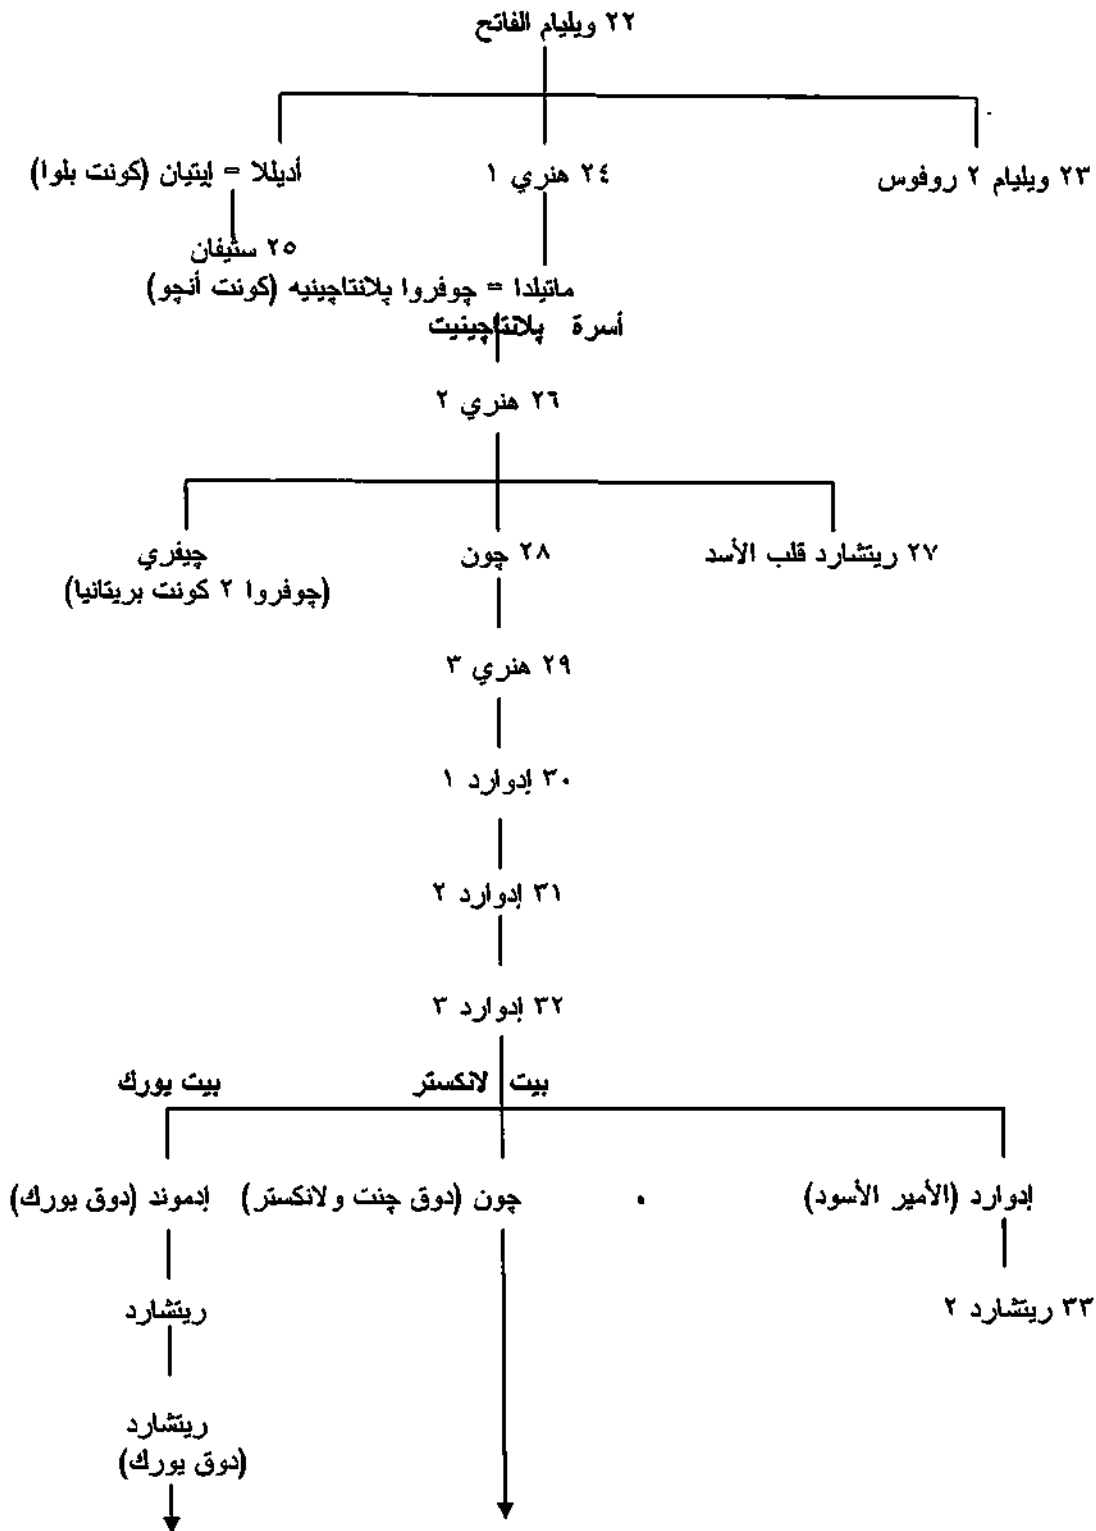 ٢٢ ويليام الفاتح
٢٣ ويليام ٢ روفوس
٢٤ هنري ١
أديللا = إيتيان (كونت بلوا)
٢٥ ستيفان
ماتيلدا = چوفروا پلانتاچينيه (كونت أنچو)
أسرة پلانتاچينيت
٢٦ هنري ٢
٢٧ ريتشارد قلب الأسد
٢٨ چون
چيفري
(چوفروا ٢ كونت بريتانيا)
٢٩ هنري ٣
٣٠ إدوارد ١
٣١ إدوارد ٢
٣٢ إدوارد ٣
بيت لانكستر
بيت يورك
إدوارد (الأمير الأسود)
چون (دوق چنت ولانكستر)
إدموند (دوق يورك)
٣٣ ريتشارد ٢
ريتشارد
ريتشارد
(دوق يورك)